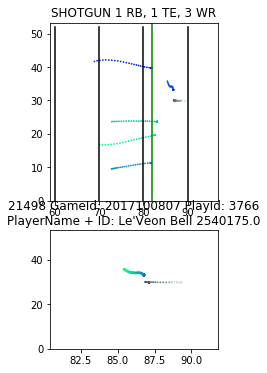 SHOTGUN 1 RB, 1 TE, 3 WR
50
40
30
20
10
0
60 70 80 90
21498 GameId: 2017100807 PlayId: 3766
PlayerName + ID: Le'Veon Bell 2540175.0
40
20
0
82.5 85.0 87.5 90.0